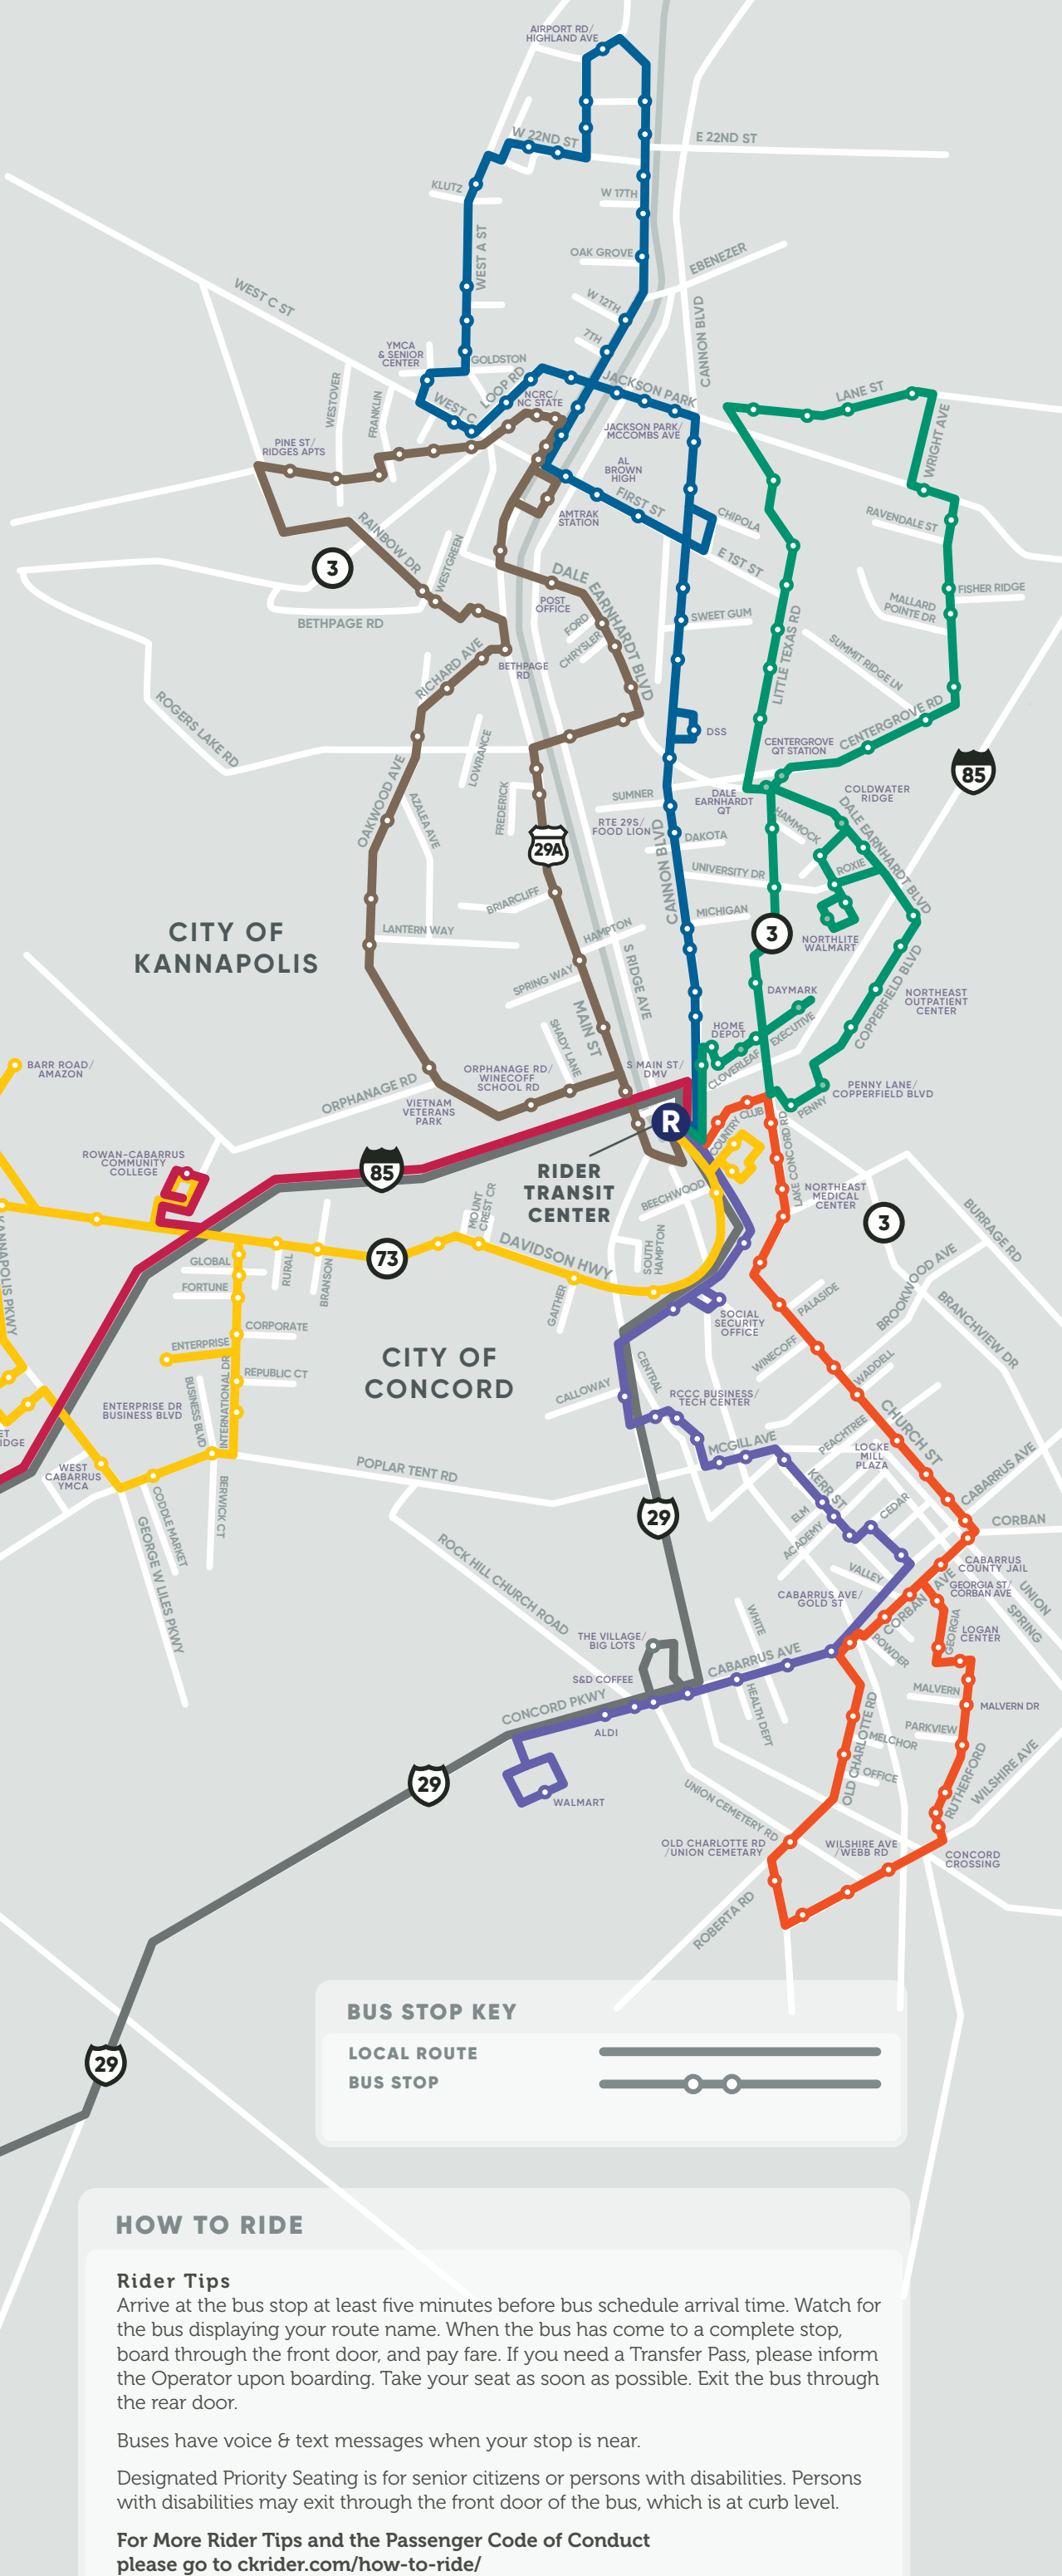 AIRPORT RD/
HIGHLAND AVE
W 22ND ST
E 22ND ST
KLUTZ
W 17TH
WEST A ST
OAK GROVE
EBENEZER
WEST C ST
W 12TH
CANNON BLVD
7TH
YMCA
& SENIOR
CENTER
GOLDSTON
LOOP RD
JACKSON PARK
WESTOVER
FRANKLIN
WEST C
NCRC/
NC STATE
LANE ST
WRIGHT AVE
JACKSON PARK/
MCCOMBS AVE
PINE ST/
RIDGES APTS
AL
BROWN
HIGH
FIRST ST
AMTRAK
STATION
CHIPOLA
RAVENDALE ST
RAINBOW DR
WESTGREEN
E 1ST ST
3
DALE EARNHARDT BLVD
FISHER RIDGE
POST
OFFICE
MALLARD
POINTE DR
BETHPAGE RD
FORD
CHRYSLER
SWEET GUM
LITTLE TEXAS RD
SUMMIT RIDGE LN
RICHARD AVE
BETHPAGE
RD
ROGERS LAKE RD
CENTERGROVE RD
DSS
CENTERGROVE
QT STATION
LOWRANCE
85
OAKWOOD AVE
AZALEA AVE
FREDERICK
SUMNER
DALE
EARNHARDT
QT
COLDWATER
RIDGE
RTE 29S/
FOOD LION
CANNON BLVD
DAKOTA
HAMMOCK
DALE EARNHARDT BLVD
29A
UNIVERSITY DR
ROXIE
BRIARCLIFF
MICHIGAN
CITY OF
KANNAPOLIS
LANTERN WAY
HAMPTON
3
NORTHLITE
WALMART
S RIDGE AVE
SPRING WAY
COPPERFIELD BLVD
DAYMARK
NORTHEAST
OUTPATIENT
CENTER
MAIN ST
SHADY LANE
HOME
DEPOT
EXECUTIVE
CLOVERLEAF
BARR ROAD/
AMAZON
ORPHANAGE RD/
WINECOFF
SCHOOL RD
S MAIN ST/
DMV
PENNY LANE/
COPPERFIELD BLVD
ORPHANAGE RD
VIETNAM
VETERANS
PARK
PENNY
R
COUNTRY CLUB
LAKE CONCORD RD
ROWAN-CABARRUS
COMMUNITY
COLLEGE
85
RIDER
TRANSIT
CENTER
BEECHWOOD
NORTHEAST
MEDICAL
CENTER
MOUNT
CREST CR
3
BURRAGE RD
KANNAPOLIS PKWY
73
DAVIDSON HWY
SOUTH
HAMPTON
GLOBAL
RURAL
BRANSON
FORTUNE
GAITHER
BROOKWOOD AVE
BRANCHVIEW DR
PALASIDE
SOCIAL
SECURITY
OFFICE
CORPORATE
ENTERPRISE
CITY OF
CONCORD
WINECOFF
WADDELL
REPUBLIC CT
CENTRAL
CALLOWAY
RCCC BUSINESS/
TECH CENTER
BUSINESS BLVD
INTERNATIONAL DR
ENTERPRISE DR
BUSINESS BLVD
CHURCH ST
PEACHTREE
MCGILL AVE
LOCKE
MILL
PLAZA
ET
IDGE
WEST
CABARRUS
YMCA
POPLAR TENT RD
KERR ST
CABARRUS AVE
CODDLE MARKET
BERWICK CT
GEORGE W LILES PKWY
29
ELM
CEDAR
CORBAN
ACADEMY
ROCK HILL CHURCH ROAD
VALLEY
CABARRUS
COUNTY JAIL
CABARRUS AVE/
GOLD ST
CORBAN AVE
GEORGIA ST/
CORBAN AVE
UNION
SPRING
WHITE
GEORGIA
LOGAN
CENTER
THE VILLAGE/
BIG LOTS
POWDER
S&D COFFEE
CABARRUS AVE
MALVERN
CONCORD PKWY
HEALTH DEPT
MALVERN DR
ALDI
OLD CHARLOTTE RD
PARKVIEW
MELCHOR
RUTHERFORD
WILSHIRE AVE
OFFICE
29
UNION CEMETERY RD
WALMART
OLD CHARLOTTE RD
/UNION CEMETARY
WILSHIRE AVE
/WEBB RD
CONCORD
CROSSING
ROBERTA RD
29
BUS STOP KEY
LOCAL ROUTE
BUS STOP
HOW TO RIDE
Rider Tips
Arrive at the bus stop at least five minutes before bus schedule arrival time. Watch for
the bus displaying your route name. When the bus has come to a complete stop,
board through the front door, and pay fare. If you need a Transfer Pass, please inform
the Operator upon boarding. Take your seat as soon as possible. Exit the bus through
the rear door.
Buses have voice & text messages when your stop is near.
Designated Priority Seating is for senior citizens or persons with disabilities. Persons
with disabilities may exit through the front door of the bus, which is at curb level.
For More Rider Tips and the Passenger Code of Conduct
please go to ckrider.com/how-to-ride/